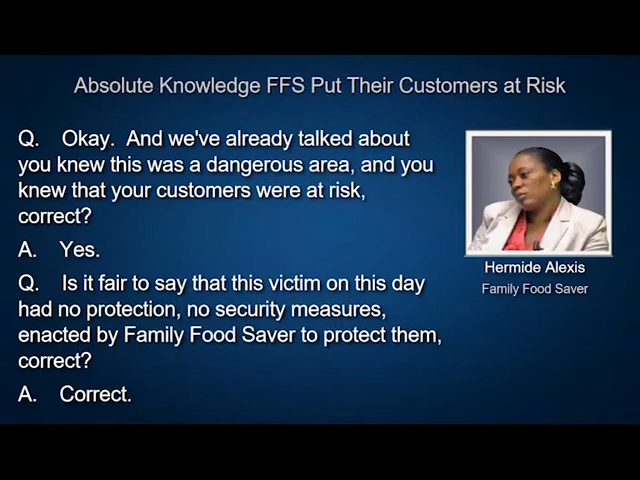 Absolute Knowledge FFS Put Their Customers at Risk
Q. Okay. And we've already talked about
you knew this was a dangerous area, and you
knew that your customers were at risk,
correct?
A. Yes.
Q. Is it fair to say that this victim on this day
had no protection, no security measures,
enacted by Family Food Saver to protect them,
correct?
A. Correct.
Hermide Alexis
Family Food Saver